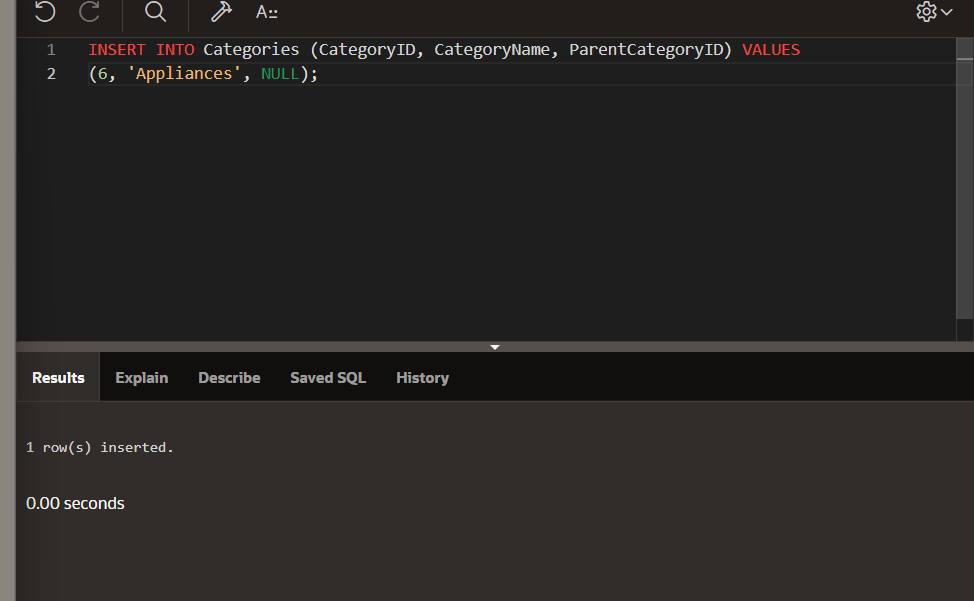 A::
1 INSERT INTO Categories (CategoryID, CategoryName, ParentCategoryID) VALUES
2 (6, 'Appliances', NULL);
Results Explain Describe Saved SQL History
1 row(s) inserted.
0.00 seconds